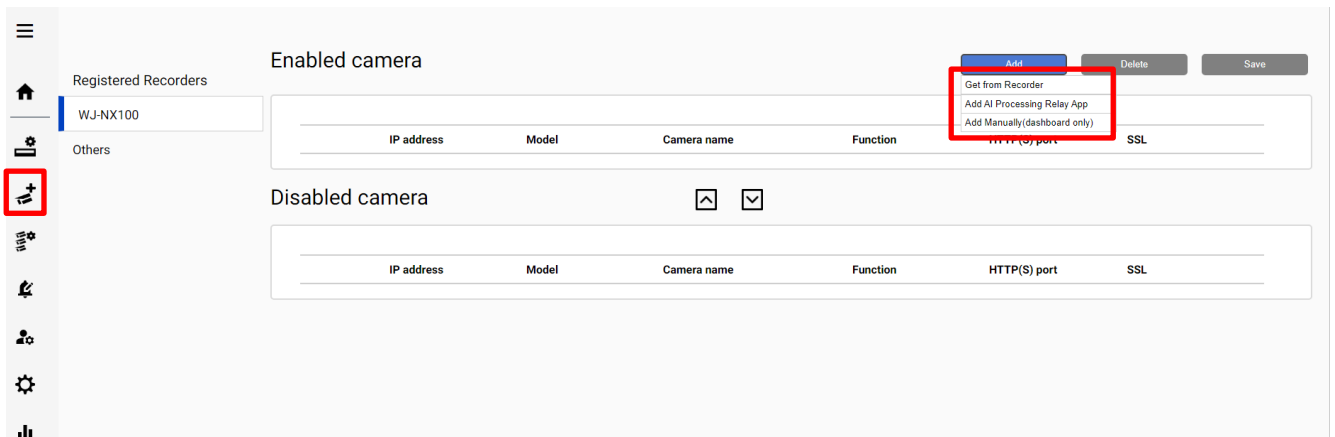 Enabled camera
Add
Delete
Save
Registered Recorders
Get from Recorder
Add AI Processing Relay App
WJ-NX100
Add Manually(dashboard only)
IP address Model Camera name Function HTTP(S) port SSL
Others
Disabled camera
IP address Model Camera name Function HTTP(S) port SSL